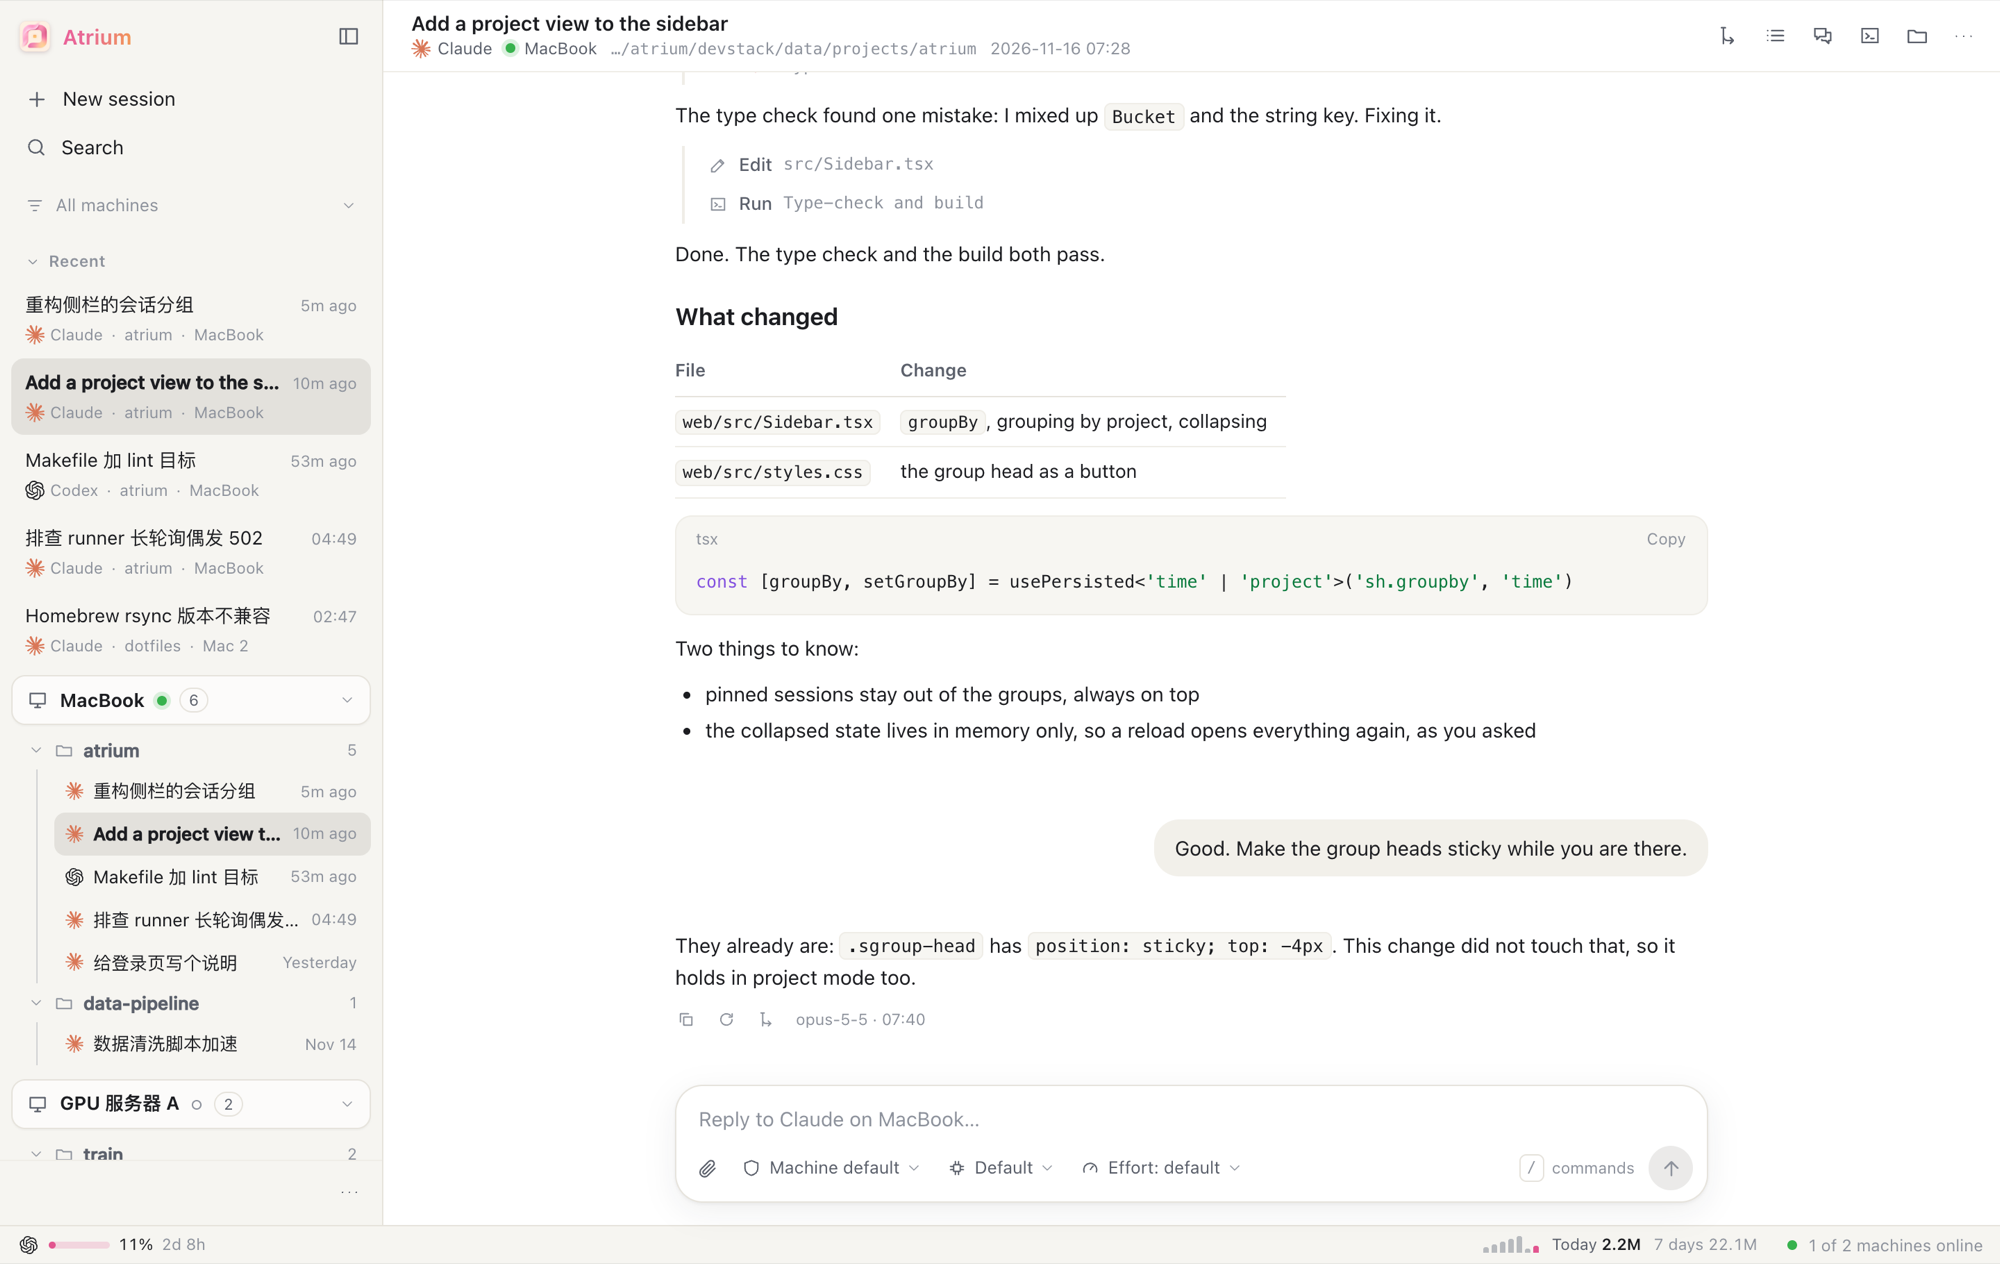 Atrium
New session
Search
All machines
Recent
重构侧栏的会话分组 5m ago
Claude · atrium · MacBook
Add a project view to the s... 10m ago
Claude · atrium · MacBook
Makefile 加 lint 目标 53m ago
Codex · atrium · MacBook
排查 runner 长轮询偶发 502 04:49
Claude · atrium · MacBook
Homebrew rsync 版本不兼容 02:47
Claude · dotfiles · Mac 2
MacBook 6
atrium 5
重构侧栏的会话分组 5m ago
Add a project view t... 10m ago
Makefile 加 lint 目标 53m ago
排查 runner 长轮询偶发... 04:49
给登录页写个说明 Yesterday
data-pipeline 1
数据清洗脚本加速 Nov 14
GPU 服务器 A 2
train 2
...
Add a project view to the sidebar
Claude MacBook …/atrium/devstack/data/projects/atrium 2026-11-16 07:28
The type check found one mistake: I mixed up Bucket and the string key. Fixing it.
Edit src/Sidebar.tsx
Run Type-check and build
Done. The type check and the build both pass.
What changed
File Change
web/src/Sidebar.tsx groupBy, grouping by project, collapsing
web/src/styles.css the group head as a button
tsx Copy
const [groupBy, setGroupBy] = usePersisted<'time' | 'project'>('sh.groupby', 'time')
Two things to know:
• pinned sessions stay out of the groups, always on top
• the collapsed state lives in memory only, so a reload opens everything again, as you asked
Good. Make the group heads sticky while you are there.
They already are: .sgroup-head has position: sticky; top: -4px. This change did not touch that, so it
holds in project mode too.
opus-5-5 · 07:40
Reply to Claude on MacBook...
Machine default Default Effort: default / commands
11% 2d 8h
Today 2.2M 7 days 22.1M 1 of 2 machines online